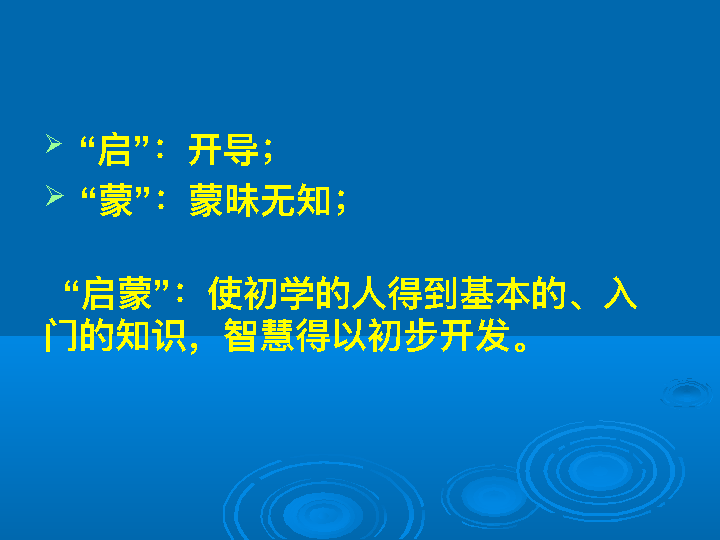 “启”：开导；
“蒙”：蒙昧无知；
“启蒙”：使初学的人得到基本的、入
门的知识，智慧得以初步开发。